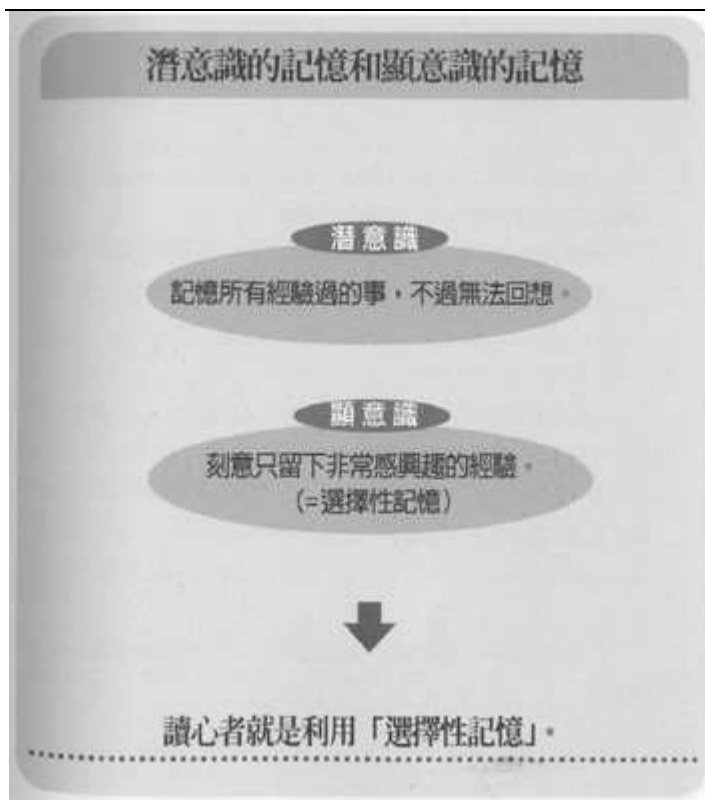 潛意識的記憶和顯意識的記憶
潛意識
記憶所有經驗過的事，不過無法回想。
顯意識
刻意只留下非常感興趣的經驗。
(=選擇性記憶)
讀心者就是利用「選擇性記憶」。